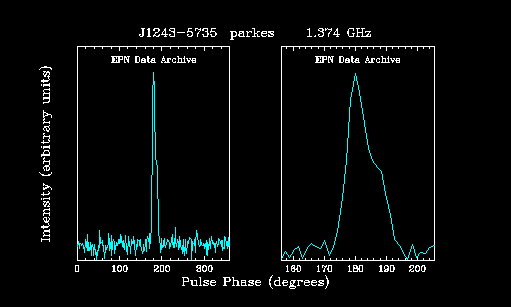 J1243-5735 parkes 1.374 GHz
EPN Data Archive EPN Data Archive
Intensity (arbitrary units)
0 100 200 300 160 170 180 190 200
Pulse Phase (degrees)